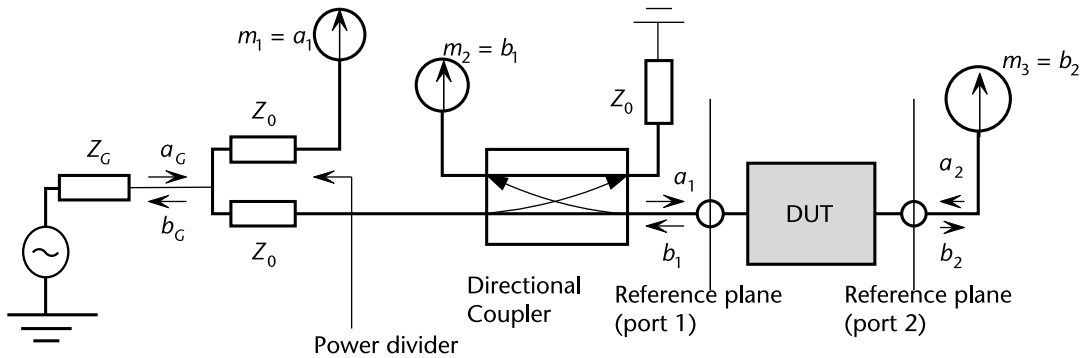 m1 = a1
m2 = b1
m3 = b2
Z0
Z0
ZG
aG
a1
a2
DUT
bG
Z0
b1
b2
Directional
Coupler
Reference plane
(port 1)
Reference plane
(port 2)
Power divider